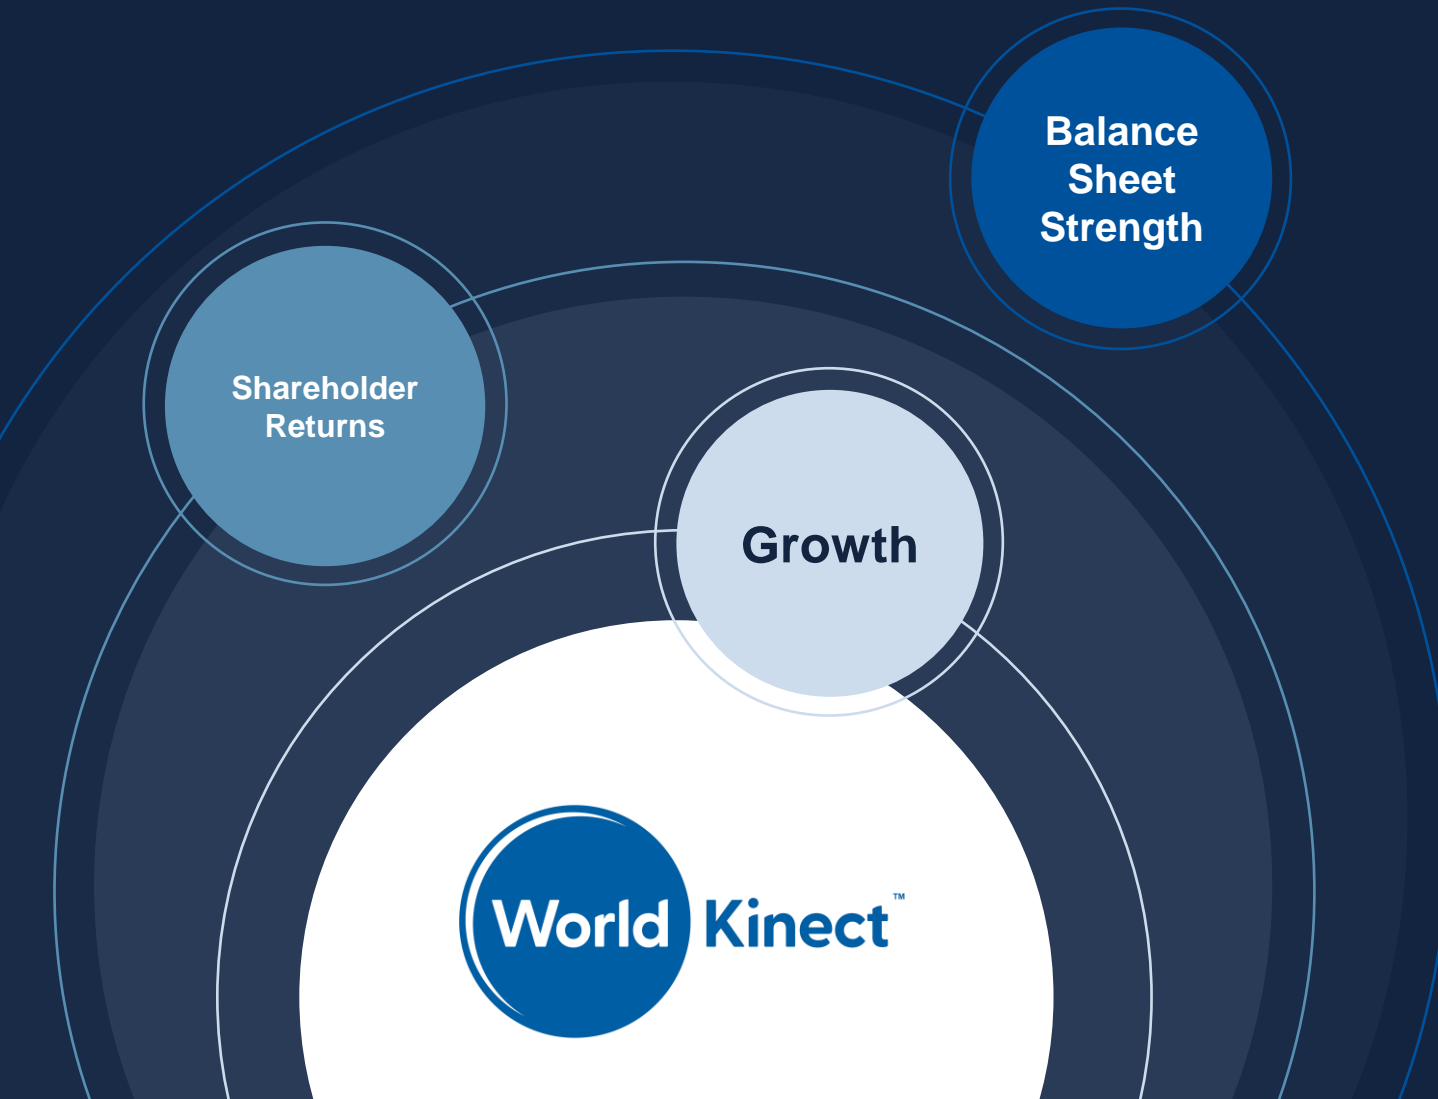 Balance
Sheet
Strength
Shareholder
Returns
Growth
World Kinect™